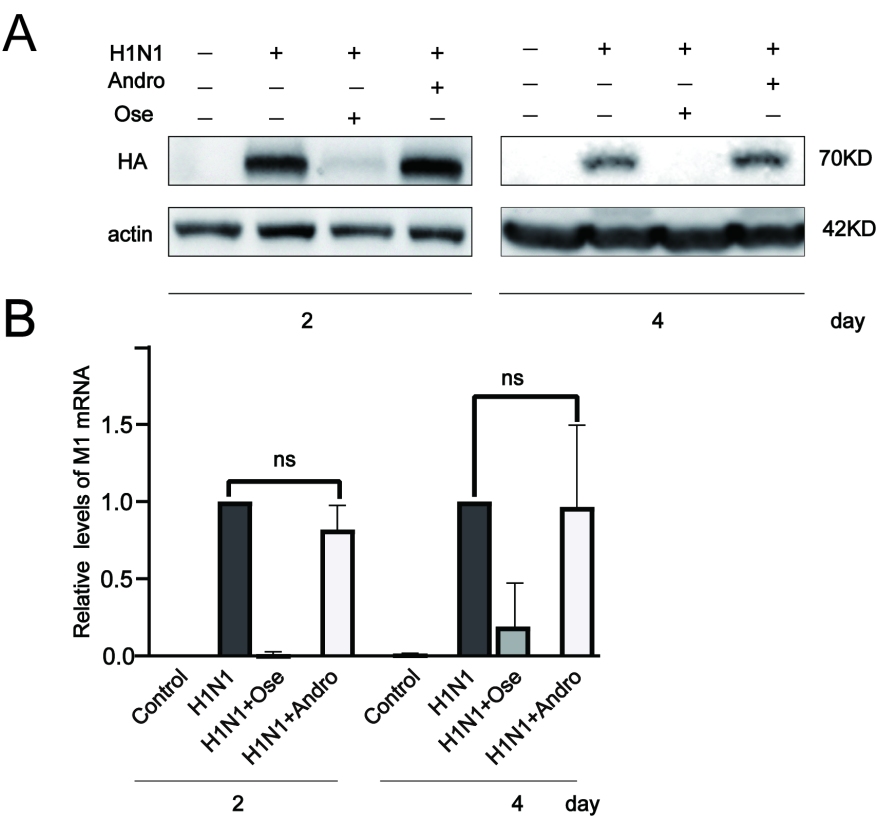 A
H1N1 – + + + – + + +
Andro – – – + – – – +
Ose – – + – – – + –
HA 70KD
actin 42KD
2 4 day
B
Relative levels of M1 mRNA
ns ns
1.5
1.0
0.5
0.0
Control H1N1 H1N1+Ose H1N1+Andro Control H1N1 H1N1+Ose H1N1+Andro
2 4 day